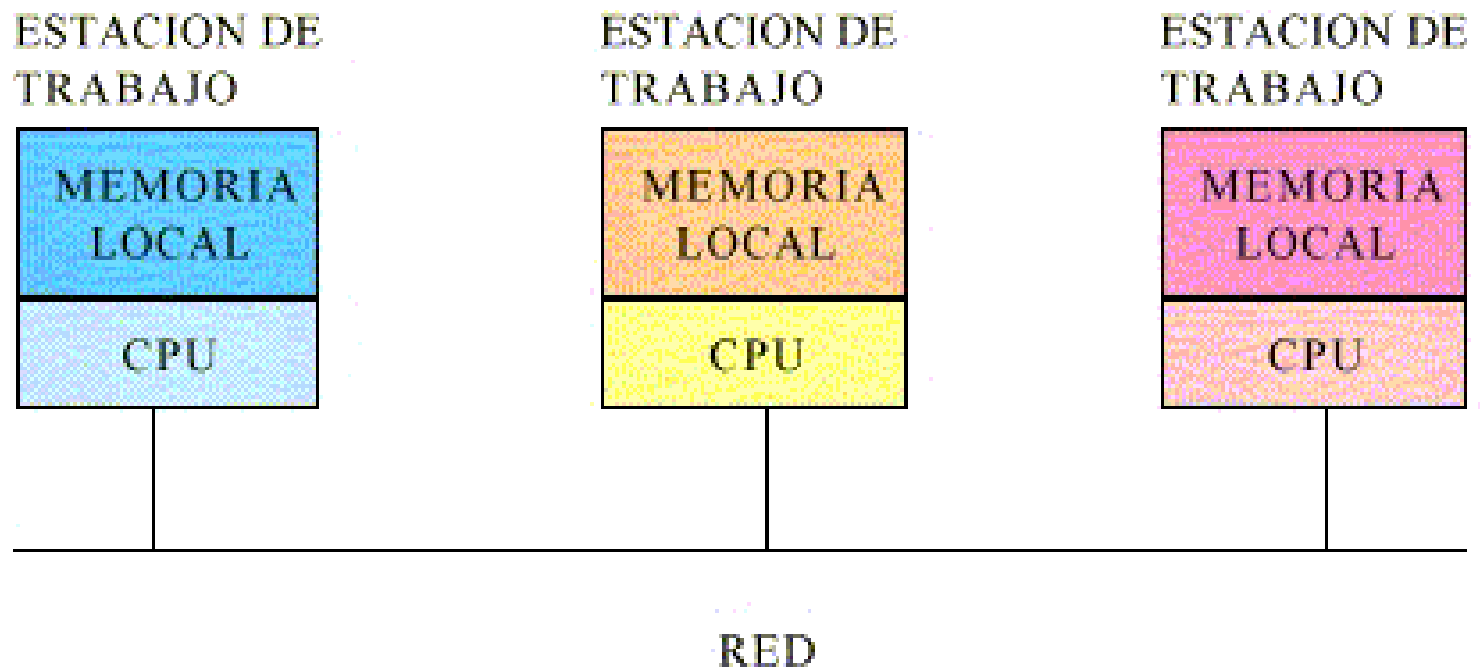 ESTACION DE
TRABAJO
ESTACION DE
TRABAJO
ESTACION DE
TRABAJO
MEMORIA
LOCAL
CPU
MEMORIA
LOCAL
CPU
MEMORIA
LOCAL
CPU
RED